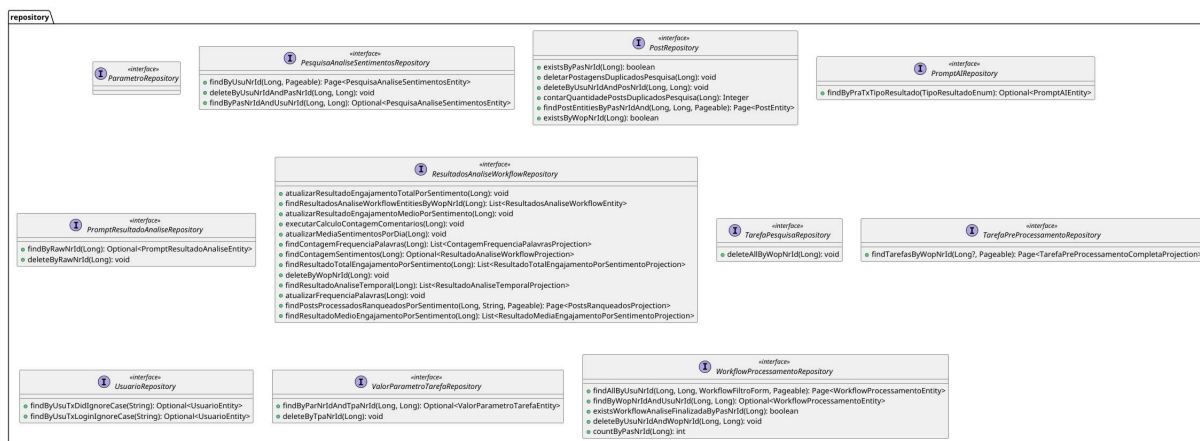 repository
I
«interface»
ParametroRepository
I
«interface»
PesquisaAnaliseSentimentosRepository
findByUsuNrId(Long, Pageable): Page<PesquisaAnaliseSentimentosEntity>
deleteByUsuNrIdAndPasNrId(Long, Long): void
findByPasNrIdAndUsuNrId(Long, Long): Optional<PesquisaAnaliseSentimentosEntity>
I
«interface»
PostRepository
existsByPasNrId(Long): boolean
deletarPostagensDuplicadosPesquisa(Long): void
deleteByUsuNrIdAndPosNrId(Long, Long): void
contarQuantidadePostsDuplicadosPesquisa(Long): Integer
findPostEntitiesByPasNrIdAnd(Long, Long, Pageable): Page<PostEntity>
existsByWopNrId(Long): boolean
I
«interface»
PromptAIRepository
findByPraTxTipoResultado(TipoResultadoEnum): Optional<PromptAIEntity>
I
«interface»
PromptResultadoAnaliseRepository
findByRawNrId(Long): Optional<PromptResultadoAnaliseEntity>
deleteByRawNrId(Long): void
I
«interface»
ResultadosAnaliseWorkflowRepository
atualizarResultadoEngajamentoTotalPorSentimento(Long): void
findResultadosAnaliseWorkflowEntitiesByWopNrId(Long): List<ResultadosAnaliseWorkflowEntity>
atualizarResultadoEngajamentoMedioPorSentimento(Long): void
executarCalculoContagemComentarios(Long): void
atualizarMediaSentimentosPorDia(Long): void
findContagemFrequenciaPalavras(Long): List<ContagemFrequenciaPalavrasProjection>
findContagemSentimentos(Long): Optional<ResultadoAnaliseWorkflowProjection>
findResultadoTotalEngajamentoPorSentimento(Long): List<ResultadoTotalEngajamentoPorSentimentoProjection>
deleteByWopNrId(Long): void
findResultadoAnaliseTemporal(Long): List<ResultadoAnaliseTemporalProjection>
atualizarFrequenciaPalavras(Long): void
findPostsProcessadosRanqueadosPorSentimento(Long, String, Pageable): Page<PostsRanqueadosProjection>
findResultadoMedioEngajamentoPorSentimento(Long): List<ResultadoMediaEngajamentoPorSentimentoProjection>
I
«interface»
TarefaPesquisaRepository
deleteAllByWopNrId(Long): void
I
«interface»
TarefaPreProcessamentoRepository
findTarefasByWopNrId(Long?, Pageable): Page<TarefaPreProcessamentoCompletaProjection>
I
«interface»
UsuarioRepository
findByUsuTxDidIgnoreCase(String): Optional<UsuarioEntity>
findByUsuTxLoginIgnoreCase(String): Optional<UsuarioEntity>
I
«interface»
ValorParametroTarefaRepository
findByParNrIdAndTpaNrId(Long, Long): Optional<ValorParametroTarefaEntity>
deleteByTpaNrId(Long): void
I
«interface»
WorkflowProcessamentoRepository
findAllByUsuNrId(Long, Long, WorkflowFiltroForm, Pageable): Page<WorkflowProcessamentoEntity>
findByWopNrIdAndUsuNrId(Long, Long): Optional<WorkflowProcessamentoEntity>
existsWorkflowAnaliseFinalizadaByPasNrId(Long): boolean
deleteByUsuNrIdAndWopNrId(Long, Long): void
countByPasNrId(Long): int